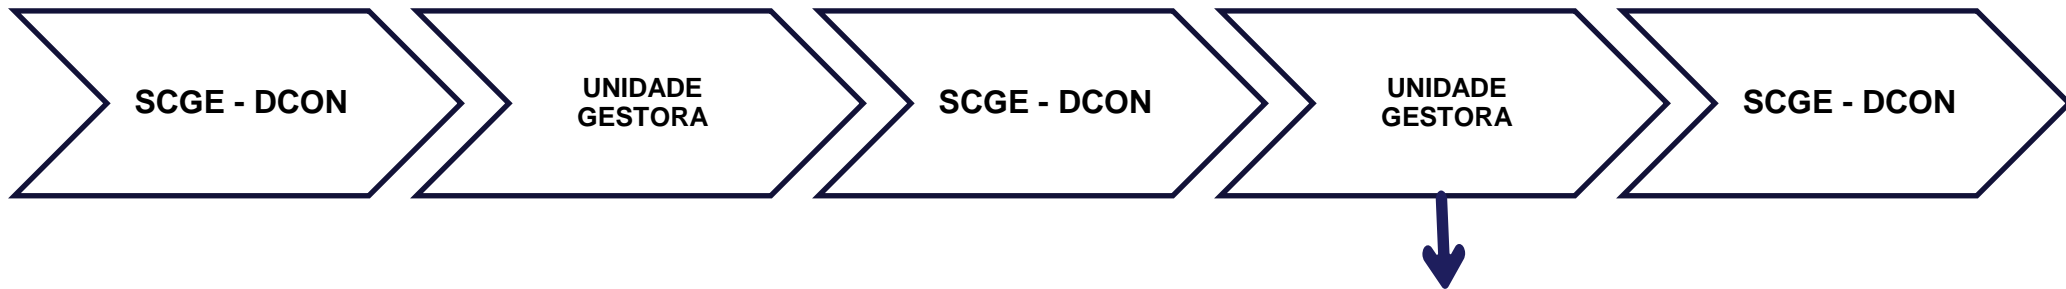 SCGE - DCON
UNIDADE
GESTORA
SCGE - DCON
UNIDADE
GESTORA
SCGE - DCON